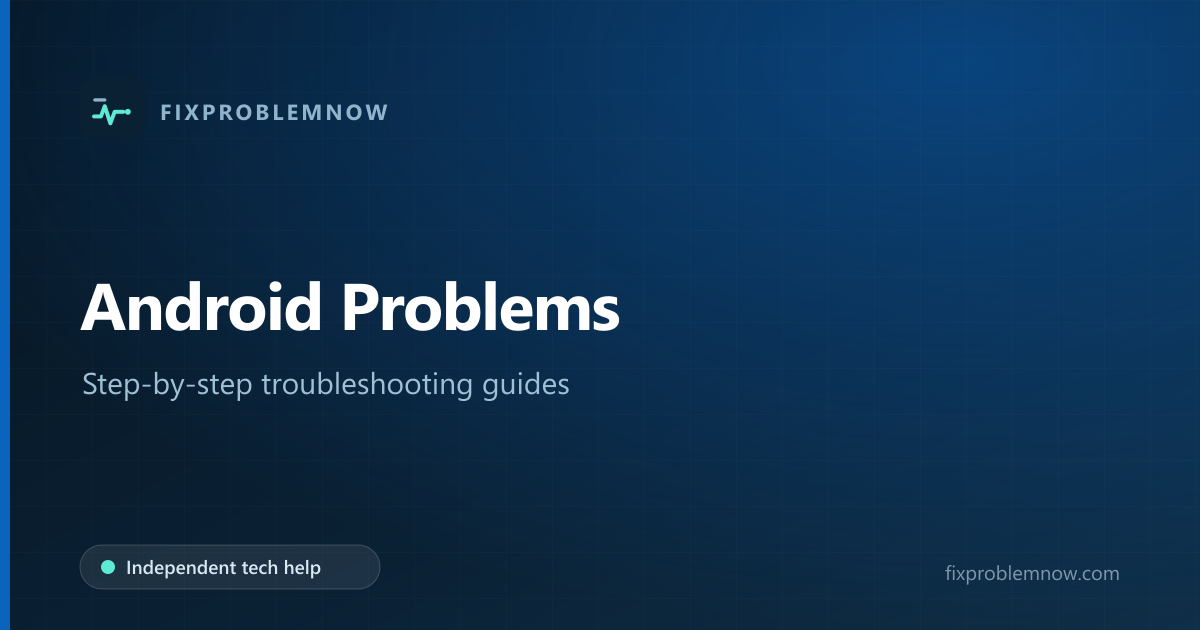 FIXPROBLEMNOW
Android Problems
Step-by-step troubleshooting guides
Independent tech help
fixproblemnow.com